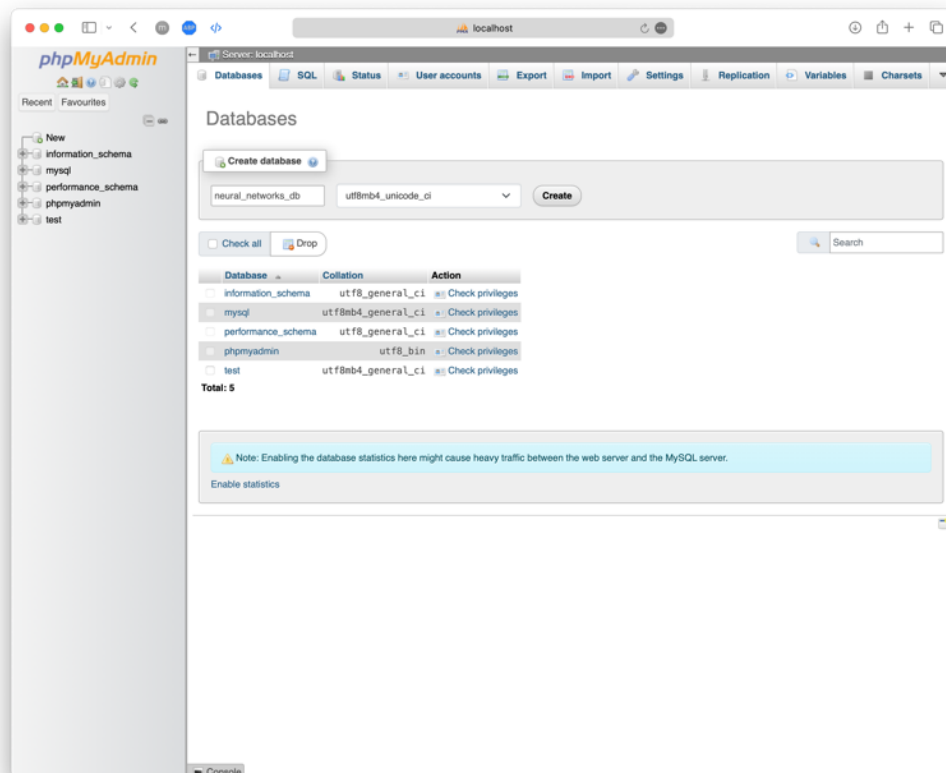 localhost
phpMyAdmin
Recent Favourites
New
information_schema
mysql
performance_schema
phpmyadmin
test
Server: localhost
Databases SQL Status User accounts Export Import Settings Replication Variables Charsets
Databases
Create database
neural_networks_db utf8mb4_unicode_ci Create
Check all Drop Search
Database Collation Action
information_schema utf8_general_ci Check privileges
mysql utf8mb4_general_ci Check privileges
performance_schema utf8_general_ci Check privileges
phpmyadmin utf8_bin Check privileges
test utf8mb4_general_ci Check privileges
Total: 5
Note: Enabling the database statistics here might cause heavy traffic between the web server and the MySQL server.
Enable statistics
Console